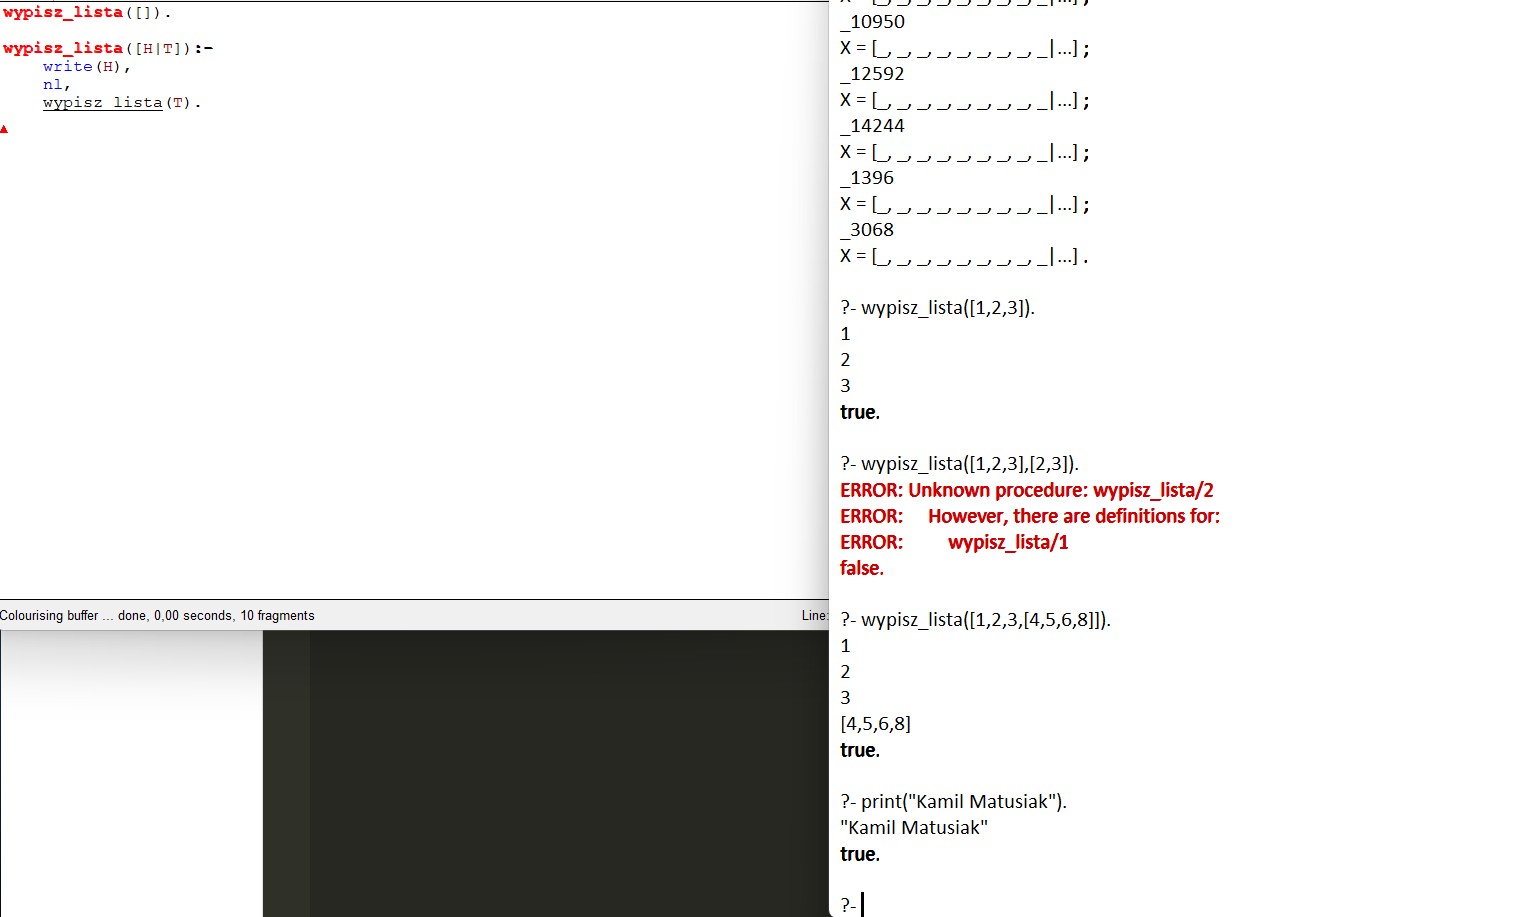 wypisz_lista([]).
wypisz_lista([H|T]):-
    write(H),
    nl,
    wypisz_lista(T).
Colourising buffer ... done, 0,00 seconds, 10 fragments
Line:
X = [_, _, _, _, _, _, _, _, _|...] ;
_10950
X = [_, _, _, _, _, _, _, _, _|...] ;
_12592
X = [_, _, _, _, _, _, _, _, _|...] ;
_14244
X = [_, _, _, _, _, _, _, _, _|...] ;
_1396
X = [_, _, _, _, _, _, _, _, _|...] ;
_3068
X = [_, _, _, _, _, _, _, _, _|...] .
?- wypisz_lista([1,2,3]).
1
2
3
true.
?- wypisz_lista([1,2,3],[2,3]).
ERROR: Unknown procedure: wypisz_lista/2
ERROR:     However, there are definitions for:
ERROR:         wypisz_lista/1
false.
?- wypisz_lista([1,2,3,[4,5,6,8]]).
1
2
3
[4,5,6,8]
true.
?- print("Kamil Matusiak").
"Kamil Matusiak"
true.
?-